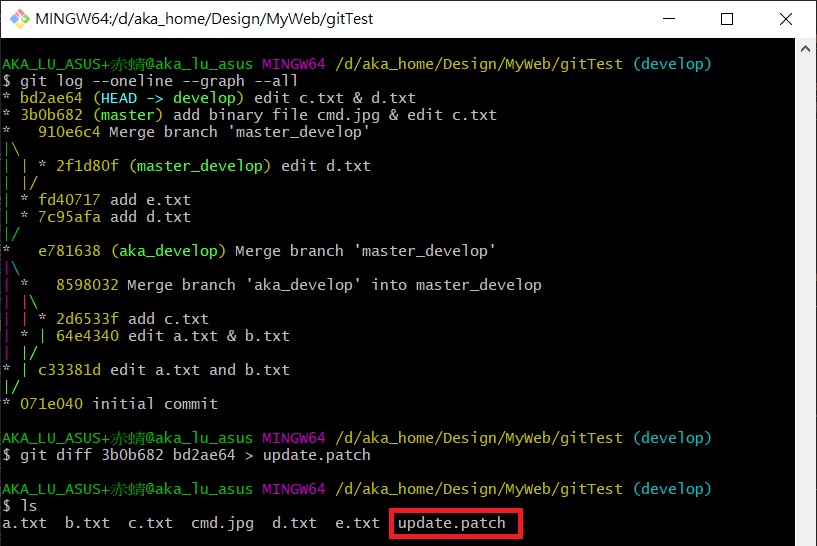 MINGW64:/d/aka_home/Design/MyWeb/gitTest
AKA_LU_ASUS+赤蜻@aka_lu_asus MINGW64 /d/aka_home/Design/MyWeb/gitTest (develop)
$ git log --oneline --graph --all
* bd2ae64 (HEAD -> develop) edit c.txt & d.txt
* 3b0b682 (master) add binary file cmd.jpg & edit c.txt
*   910e6c4 Merge branch 'master_develop'
|\
| | * 2f1d80f (master_develop) edit d.txt
| |/
| * fd40717 add e.txt
| * 7c95afa add d.txt
|/
*   e781638 (aka_develop) Merge branch 'master_develop'
|\
| *   8598032 Merge branch 'aka_develop' into master_develop
| |\
| | * 2d6533f add c.txt
| * | 64e4340 edit a.txt & b.txt
| |/
* | c33381d edit a.txt and b.txt
|/
* 071e040 initial commit
AKA_LU_ASUS+赤蜻@aka_lu_asus MINGW64 /d/aka_home/Design/MyWeb/gitTest (develop)
$ git diff 3b0b682 bd2ae64 > update.patch
AKA_LU_ASUS+赤蜻@aka_lu_asus MINGW64 /d/aka_home/Design/MyWeb/gitTest (develop)
$ ls
a.txt  b.txt  c.txt  cmd.jpg  d.txt  e.txt  update.patch